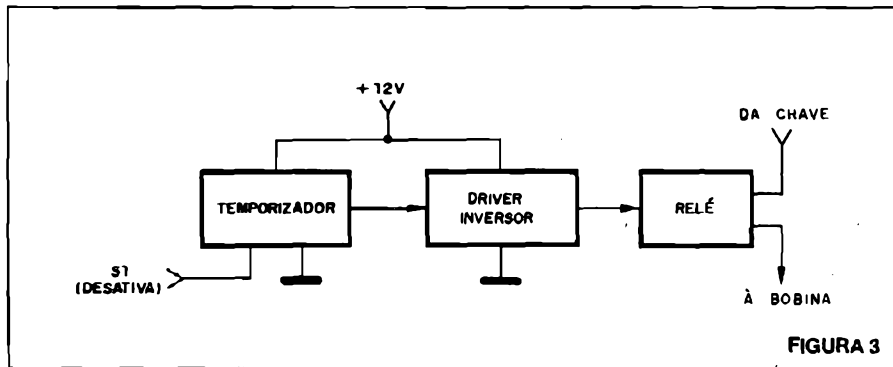 +12V
DA CHAVE
TEMPORIZADOR
DRIVER
INVERSOR
RELÉ
S1
(DESATIVA)
À BOBINA
FIGURA 3